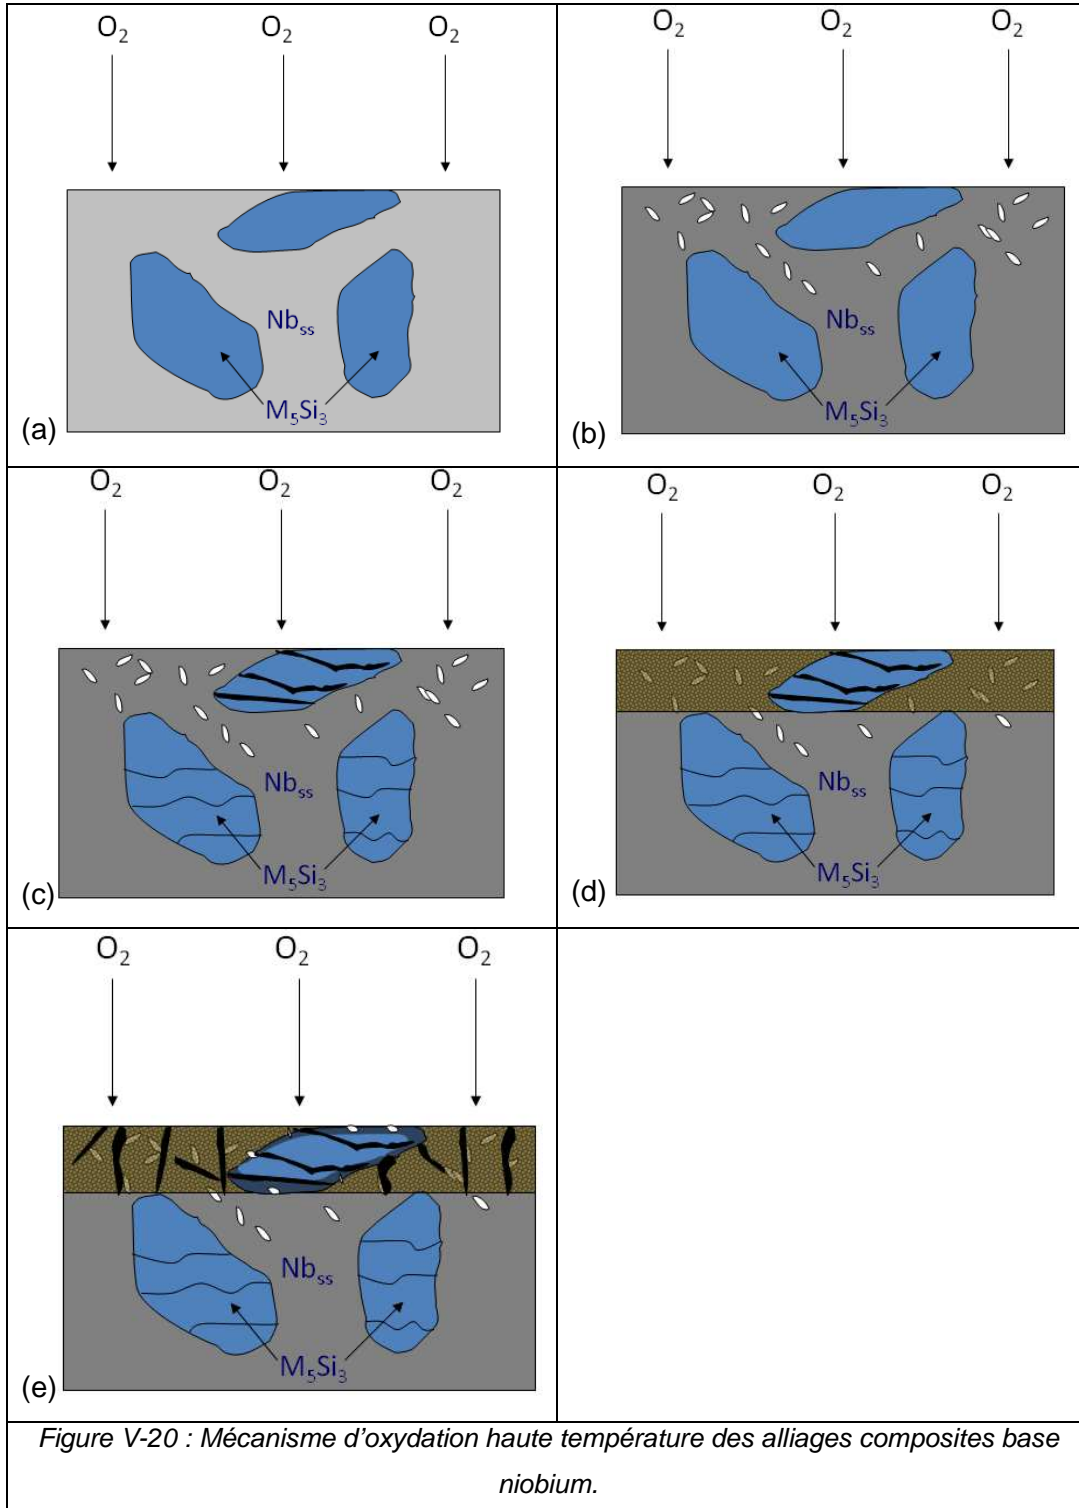 O₂ O₂ O₂
Nbss
M₅Si₃
(a)
O₂ O₂ O₂
Nbss
M₅Si₃
(b)
O₂ O₂ O₂
Nbss
M₅Si₃
(c)
O₂ O₂ O₂
Nbss
M₅Si₃
(d)
O₂ O₂ O₂
Nbss
M₅Si₃
(e)
Figure V-20 : Mécanisme d'oxydation haute température des alliages composites base
niobium.